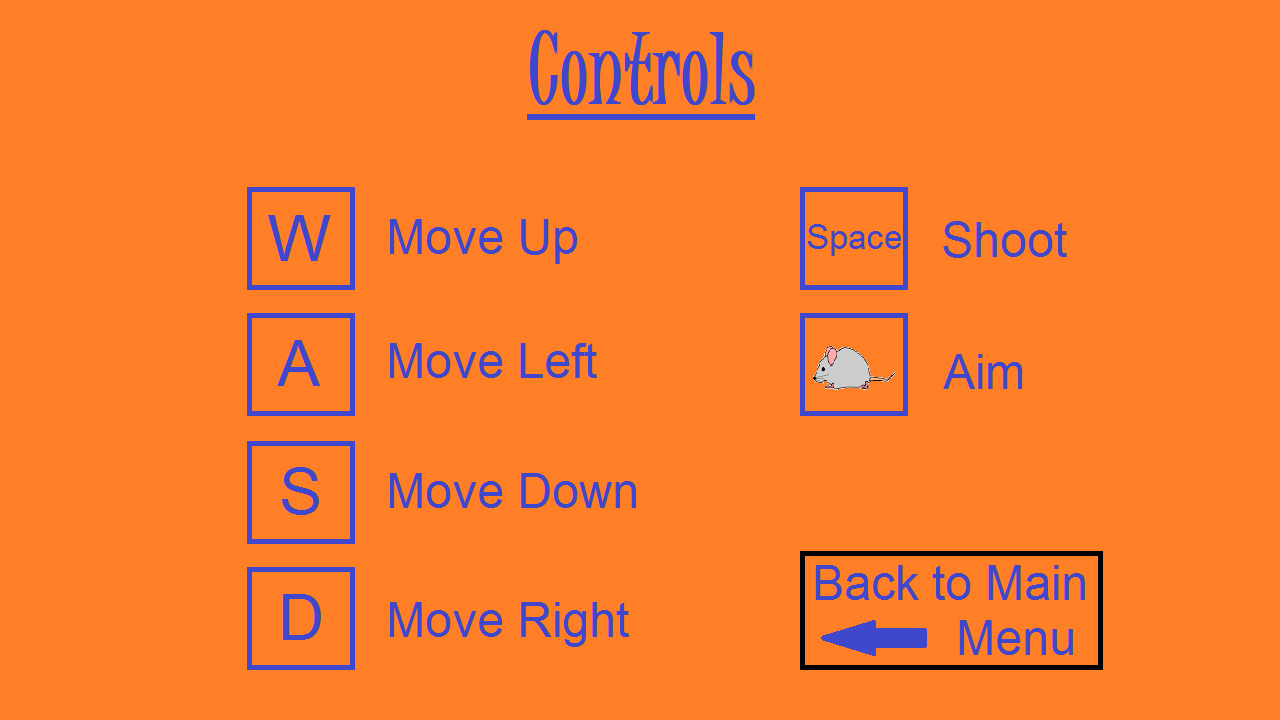 Controls
W
Move Up
A
Move Left
S
Move Down
D
Move Right
Space
Shoot
Aim
Back to Main
Menu